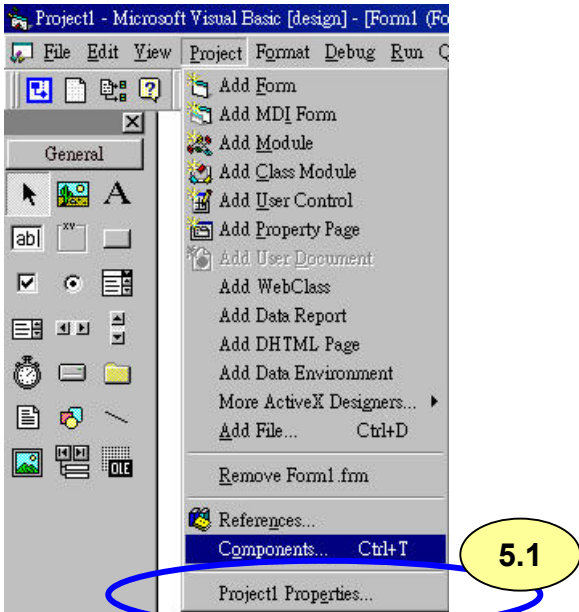 Project1 - Microsoft Visual Basic [design] - [Form1 (Fo
File Edit View Project Format Debug Run Q
General
A
ab|
xv
OLE
Add Form
Add MDI Form
Add Module
Add Class Module
Add User Control
Add Property Page
Add User Document
Add WebClass
Add Data Report
Add DHTML Page
Add Data Environment
More ActiveX Designers...
Add File... Ctrl+D
Remove Form1.frm
References...
Components... Ctrl+T
5.1
Project1 Properties...